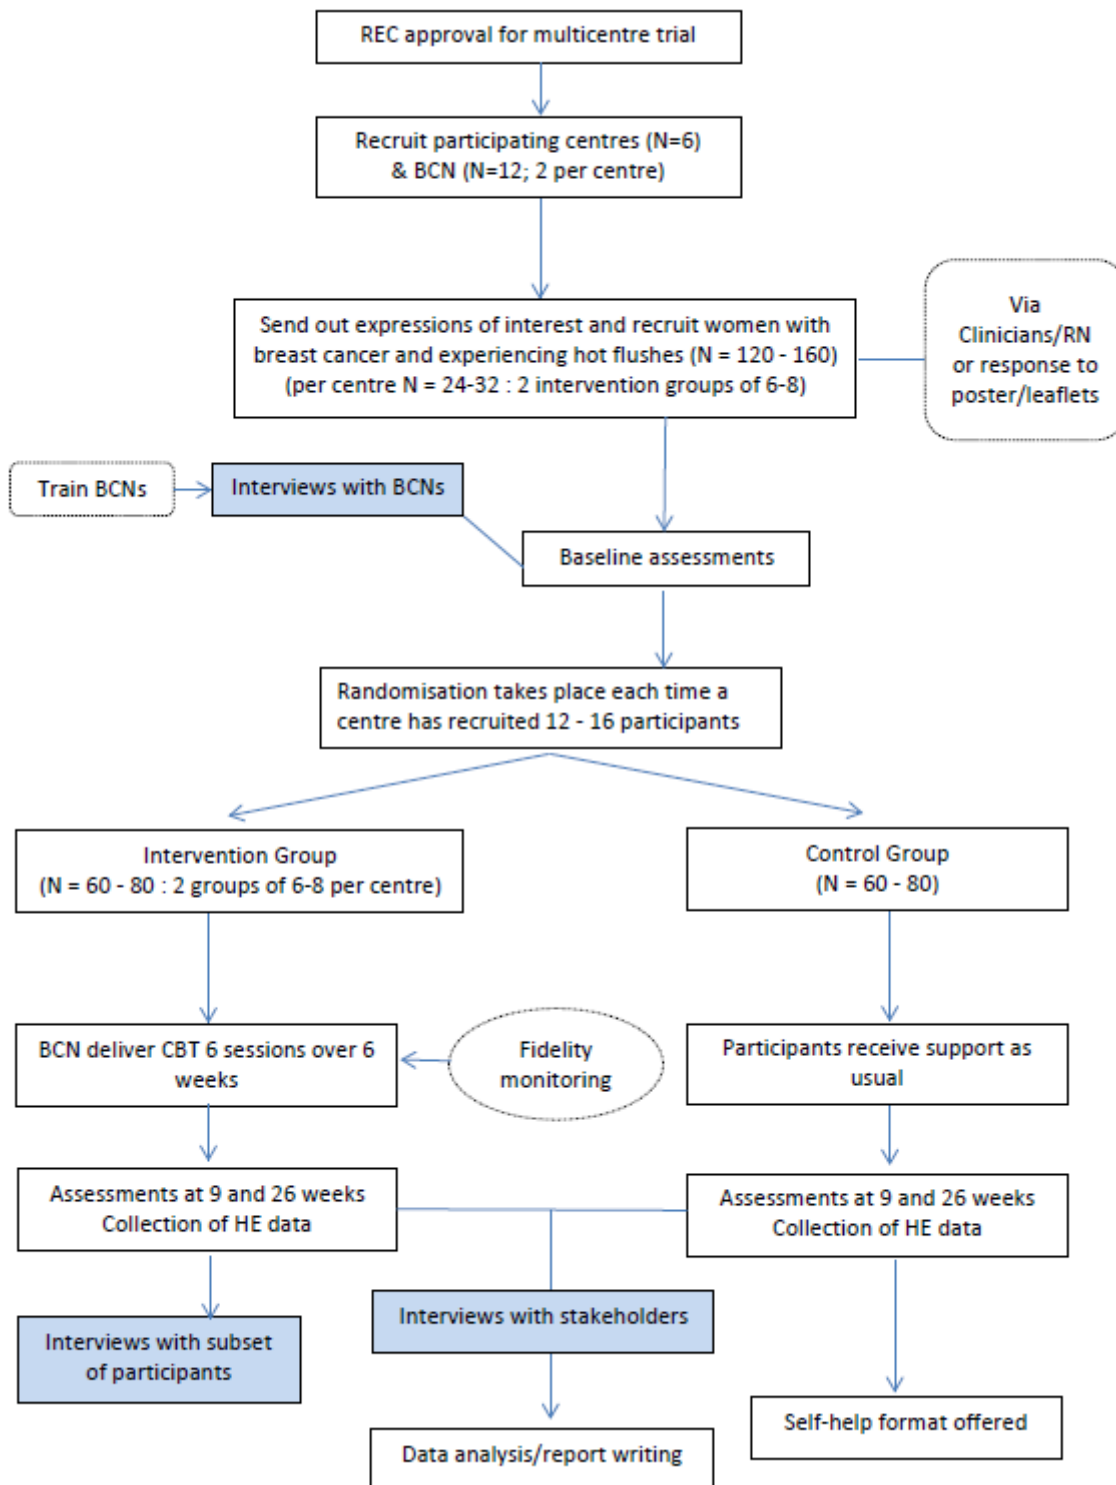 REC approval for multicentre trial
Recruit participating centres (N=6)
& BCN (N=12; 2 per centre)
Send out expressions of interest and recruit women with
breast cancer and experiencing hot flushes (N = 120 - 160)
(per centre N = 24-32 : 2 intervention groups of 6-8)
Via
Clinicians/RN
or response to
poster/leaflets
Train BCNs
Interviews with BCNs
Baseline assessments
Randomisation takes place each time a
centre has recruited 12 - 16 participants
Intervention Group
(N = 60 - 80 : 2 groups of 6-8 per centre)
Control Group
(N = 60 - 80)
BCN deliver CBT 6 sessions over 6
weeks
Fidelity
monitoring
Participants receive support as
usual
Assessments at 9 and 26 weeks
Collection of HE data
Assessments at 9 and 26 weeks
Collection of HE data
Interviews with subset
of participants
Interviews with stakeholders
Self-help format offered
Data analysis/report writing